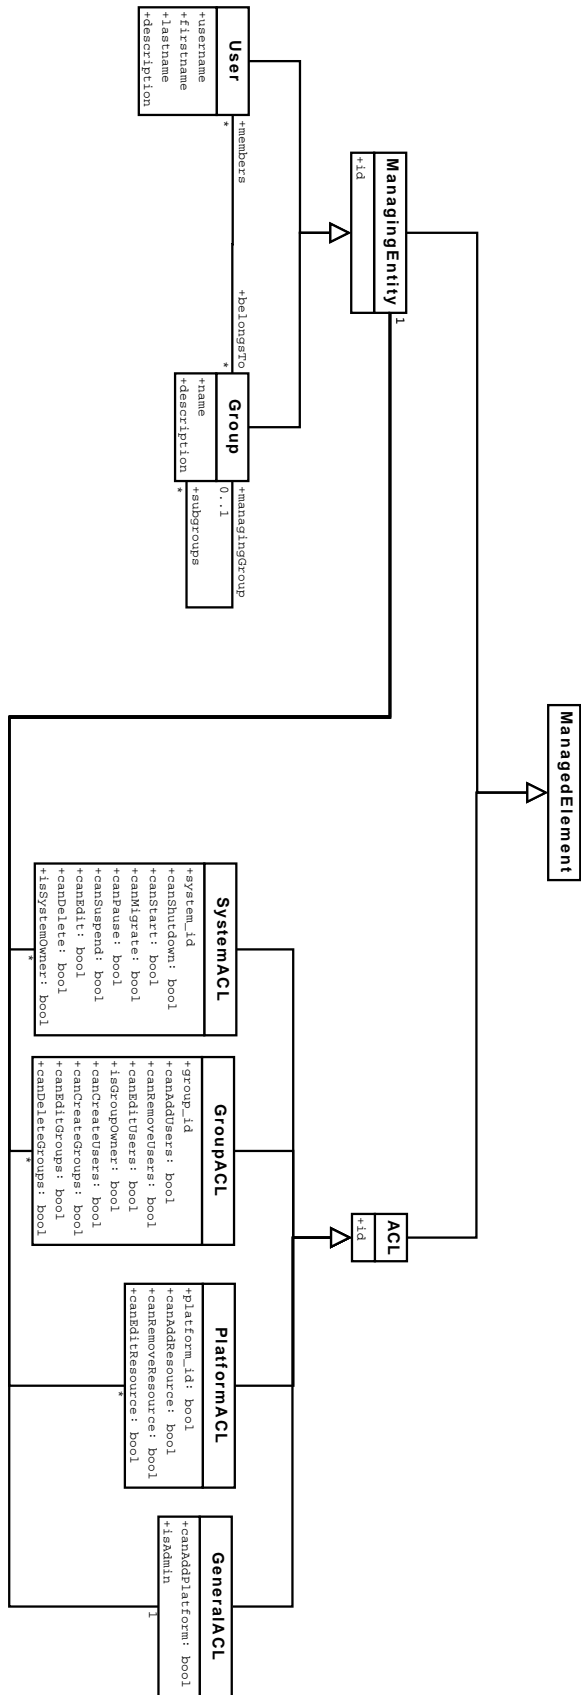 ManagedElement
ManagingEntity
+id
1
ACL
+id
User
+username
+firstname
+lastname
+description
+members
*
+belongsTo
*
Group
+name
+description
+managingGroup
0..1
+subgroups
*
SystemACL
+system_id
+canShutdown: bool
+canStart: bool
+canMigrate: bool
+canPause: bool
+canSuspend: bool
+canEdit: bool
+canDelete: bool
+isSystemOwner: bool
*
GroupACL
+group_id
+canAddUsers: bool
+canRemoveUsers: bool
+canEditUsers: bool
+isGroupOwner: bool
+canCreateUsers: bool
+canCreateGroups: bool
+canEditGroups: bool
+canDeleteGroups: bool
*
PlatformACL
+platform_id: bool
+canAddResource: bool
+canRemoveResource: bool
+canEditResource: bool
*
GeneralACL
+canAddPlatform: bool
+isAdmin
1